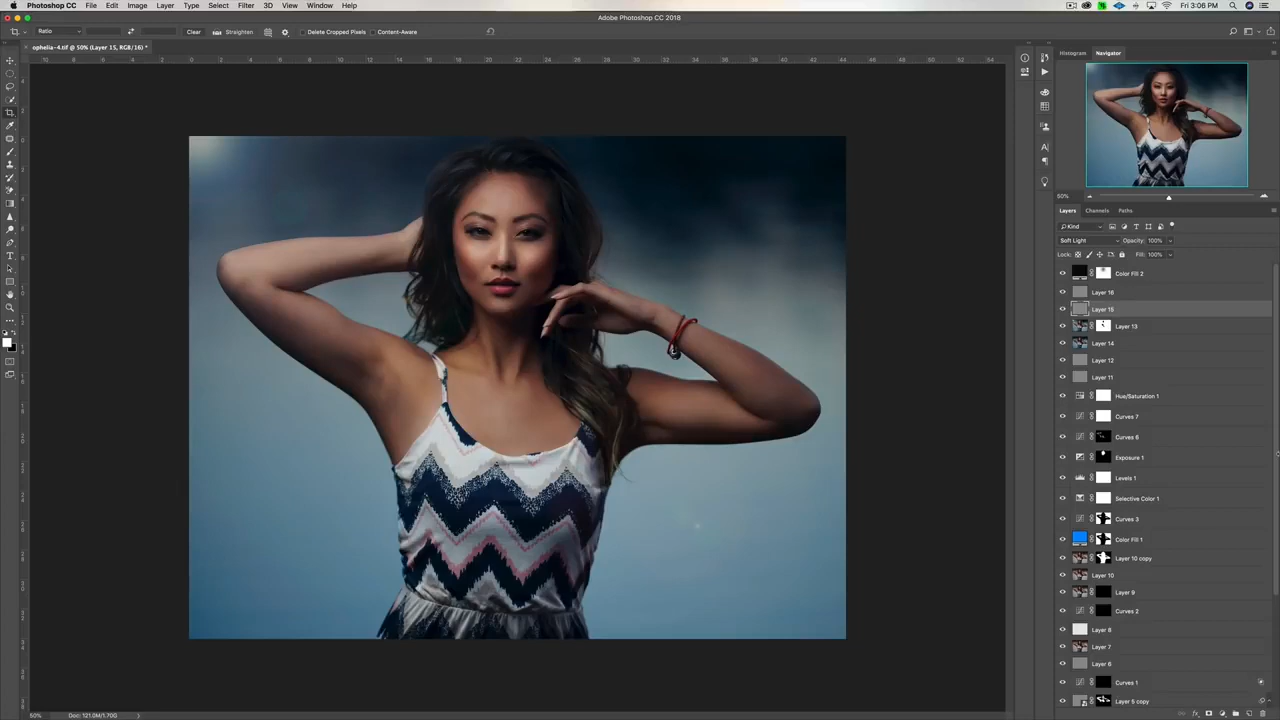 Photoshop CC File Edit Image Layer Type Select Filter 3D View Window Help Fri 3:06 PM
Adobe Photoshop CC 2018
Ratio Clear Straighten Delete Cropped Pixels Content-Aware
ophelia-4.tif @ 50% (Layer 15, RGB/16) *
Histogram Navigator
50%
Layers Channels Paths
Kind
Soft Light Opacity: 100%
Lock: Fill: 100%
Color Fill 2
Layer 16
Layer 15
Layer 13
Layer 14
Layer 12
Layer 11
Hue/Saturation 1
Curves 7
Curves 6
Exposure 1
Levels 1
Selective Color 1
Curves 3
Color Fill 1
Layer 10 copy
Layer 10
Layer 9
Curves 2
Layer 8
Layer 7
Layer 6
Curves 1
Layer 5 copy
50% Doc: 121.0M/1.70G